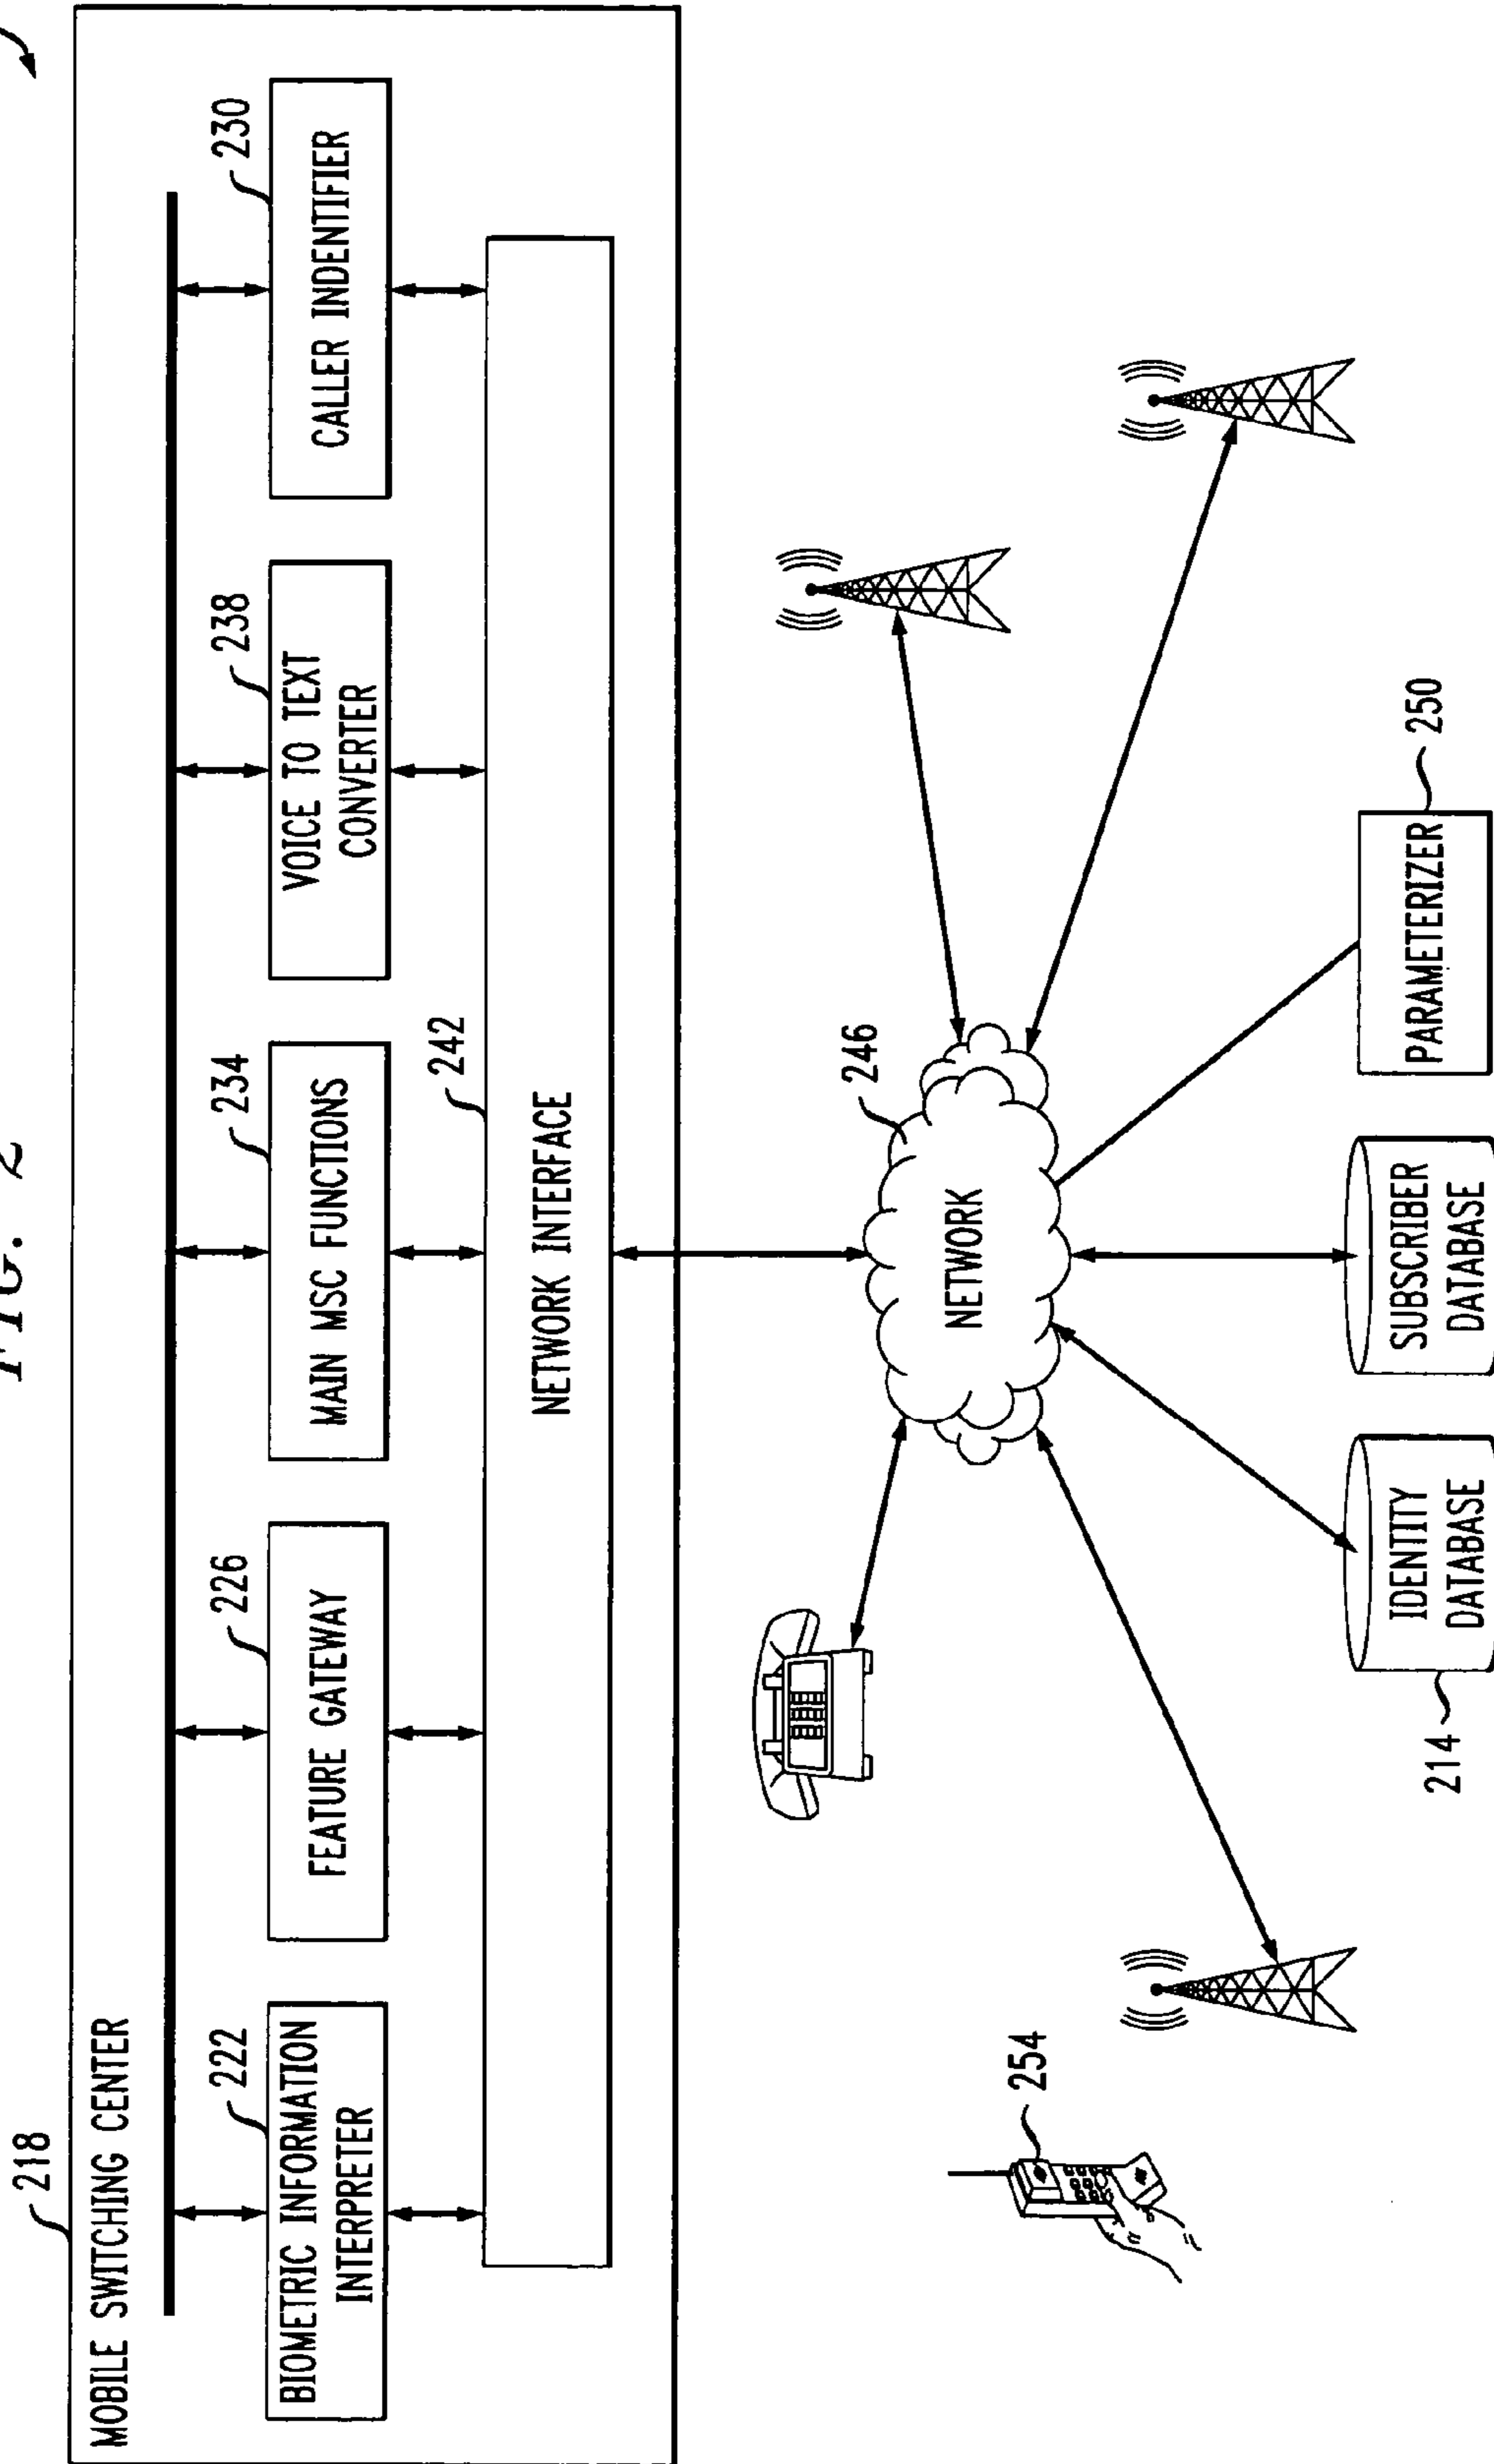 FIG. 2
218
MOBILE SWITCHING CENTER
222
BIOMETRIC INFORMATION
INTERPRETER
226
FEATURE GATEWAY
234
MAIN MSC FUNCTIONS
238
VOICE TO TEXT
CONVERTER
230
CALLER INDENTIFIER
242
NETWORK INTERFACE
246
NETWORK
254
214
IDENTITY
DATABASE
SUBSCRIBER
DATABASE
PARAMETERIZER
250